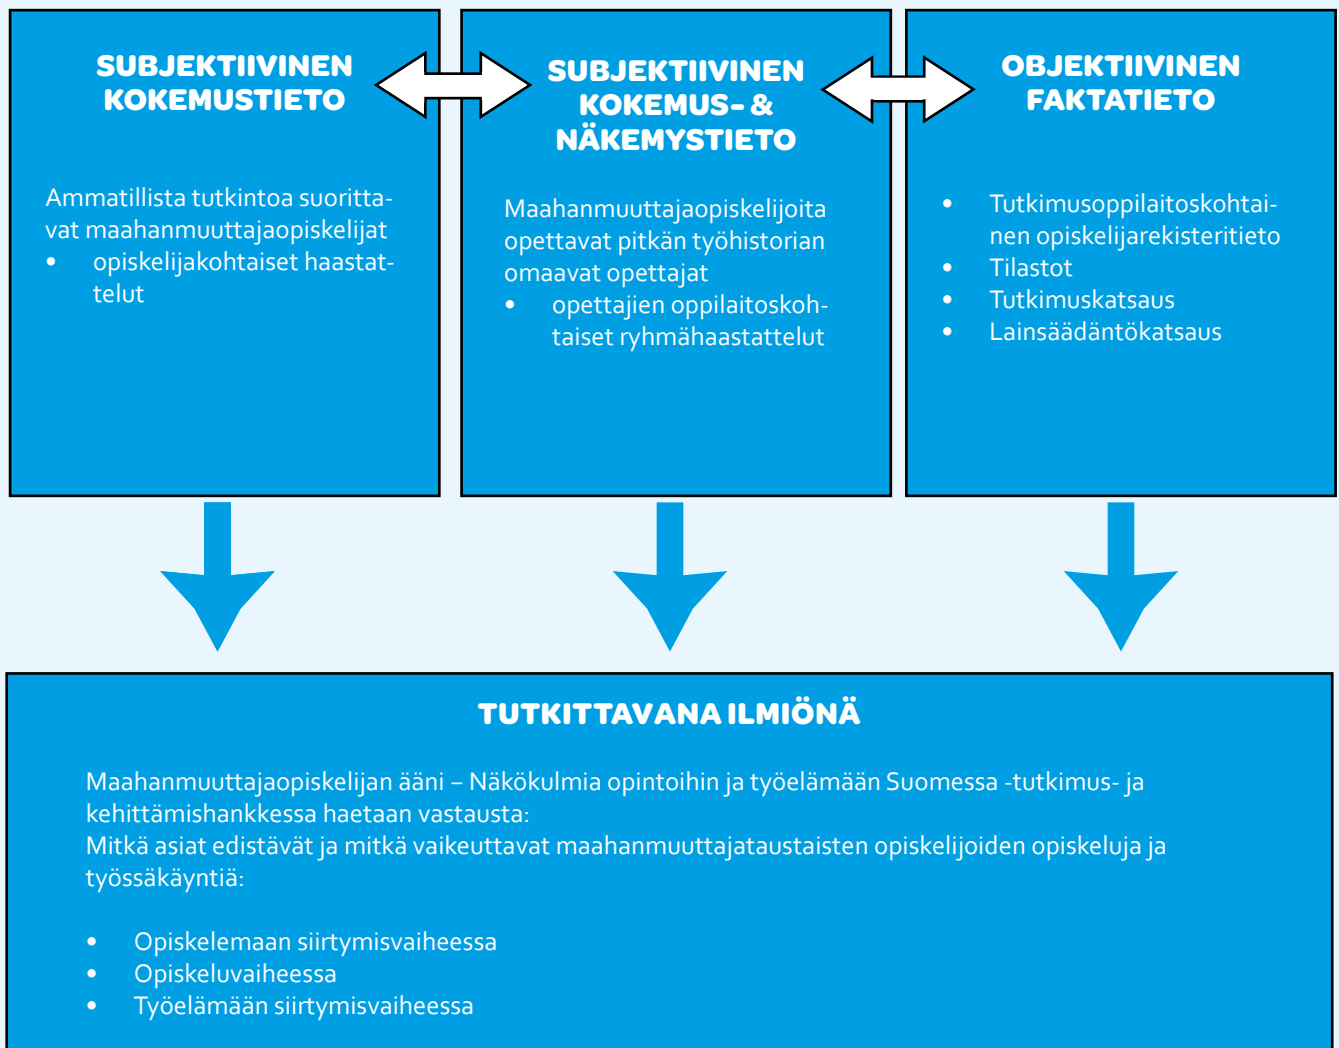 SUBJEKTIIVINEN
KOKEMUSTIETO
Ammatillista tutkintoa suoritta-
vat maahanmuuttajaopiskelijat
• opiskelijakohtaiset haastat-
telut
SUBJEKTIIVINEN
KOKEMUS- &
NÄKEMYSTIETO
Maahanmuuttajaopiskelijoita
opettavat pitkän työhistorian
omaavat opettajat
• opettajien oppilaitoskoh-
taiset ryhmähaastattelut
OBJEKTIIVINEN
FAKTATIETO
• Tutkimusoppilaitoskohtai-
nen opiskelijarekisteritieto
• Tilastot
• Tutkimuskatsaus
• Lainsäädäntökatsaus
TUTKITTAVANA ILMIÖNÄ
Maahanmuuttajaopiskelijan ääni – Näkökulmia opintoihin ja työelämään Suomessa -tutkimus- ja
kehittämishankkessa haetaan vastausta:
Mitkä asiat edistävät ja mitkä vaikeuttavat maahanmuuttajataustaisten opiskelijoiden opiskeluja ja
työssäkäyntiä:
• Opiskelemaan siirtymisvaiheessa
• Opiskeluvaiheessa
• Työelämään siirtymisvaiheessa